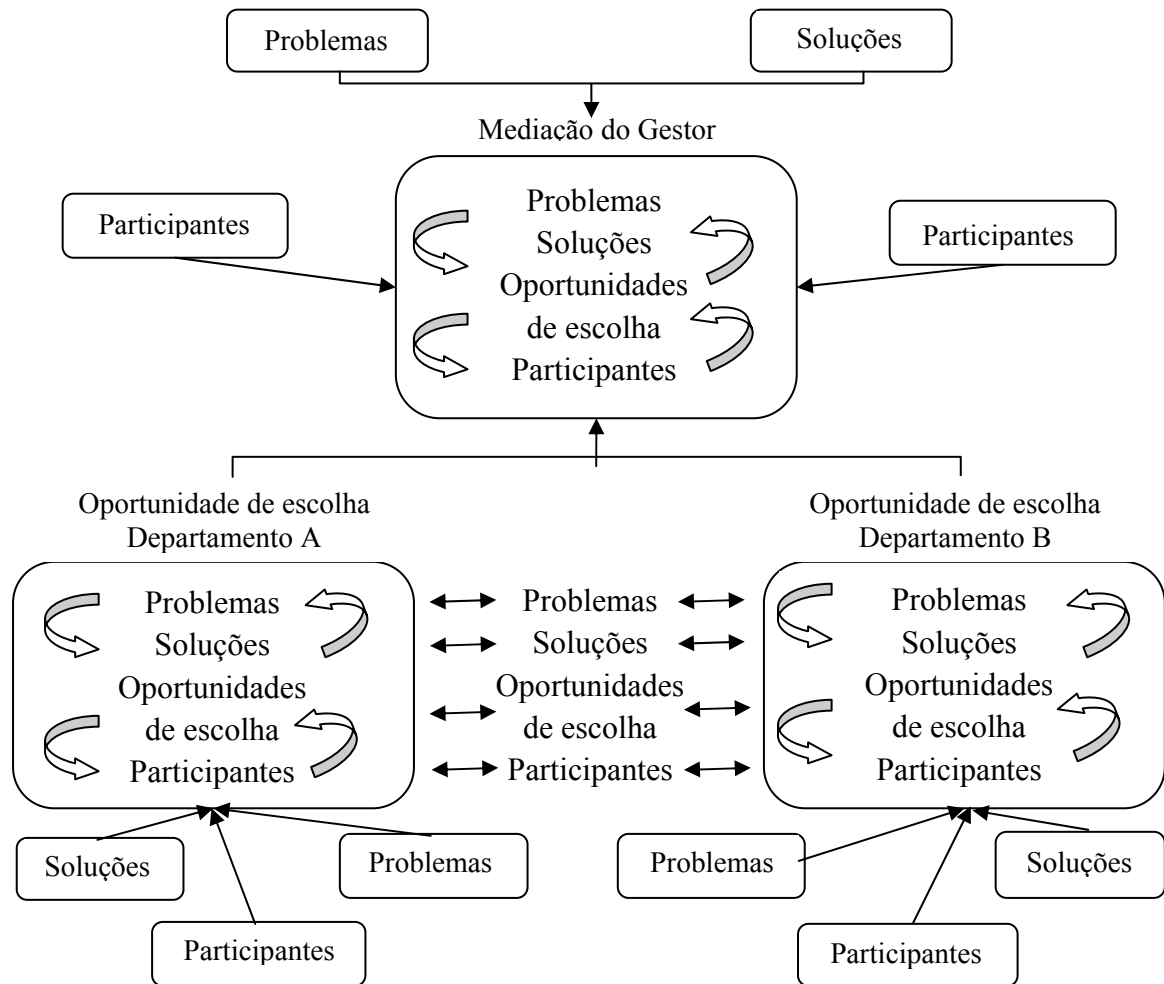 Problemas
Soluções
Mediação do Gestor
Participantes
Problemas
Soluções
Oportunidades
de escolha
Participantes
Participantes
Oportunidade de escolha
Departamento A
Oportunidade de escolha
Departamento B
Problemas
Soluções
Oportunidades
de escolha
Participantes
Problemas
Soluções
Oportunidades
de escolha
Participantes
Problemas
Soluções
Oportunidades
de escolha
Participantes
Soluções
Problemas
Participantes
Problemas
Soluções
Participantes